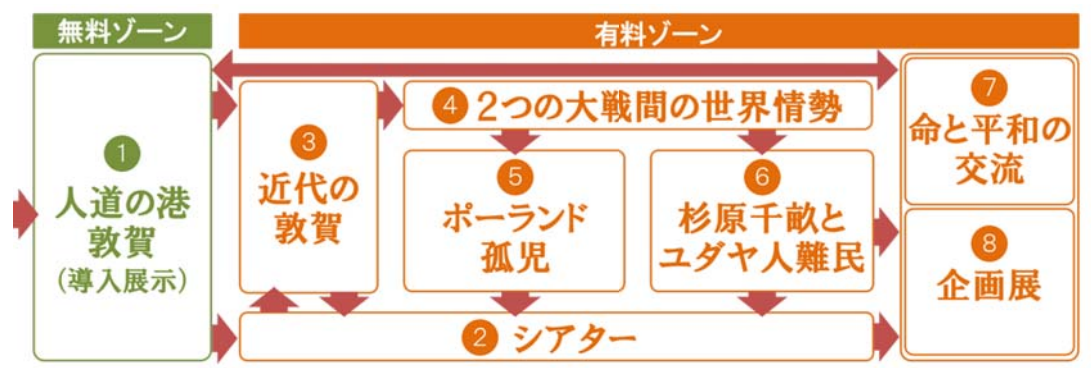 無料ゾーン
有料ゾーン
1
人道の港
敦賀
(導入展示)
3
近代の
敦賀
4 2つの大戦間の世界情勢
5
ポーランド
孤児
6
杉原千畝と
ユダヤ人難民
2 シアター
7
命と平和の
交流
8
企画展